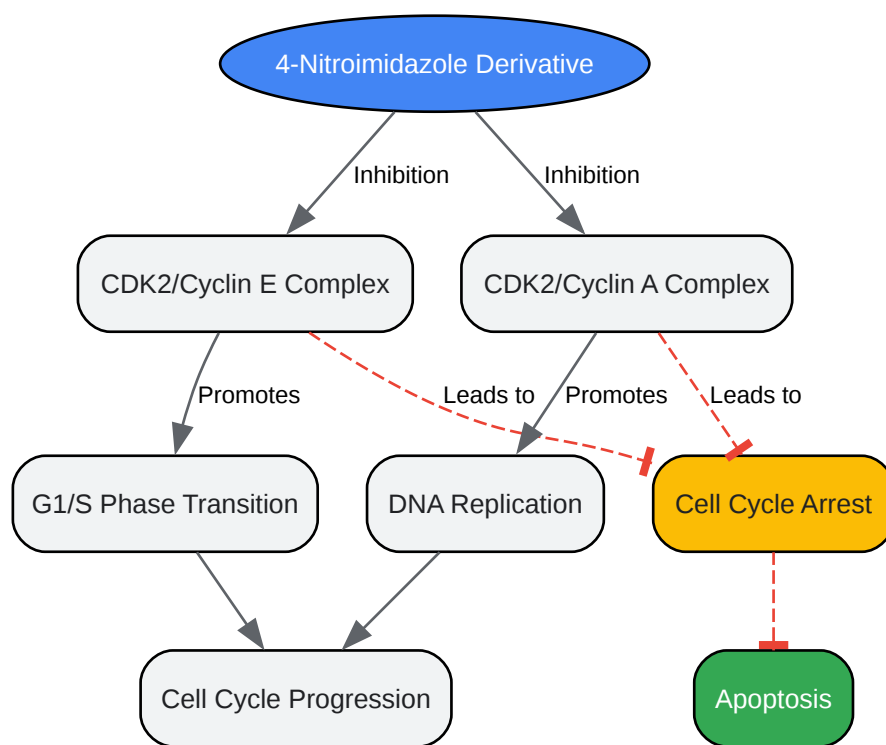 4-Nitroimidazole Derivative
Inhibition
Inhibition
CDK2/Cyclin E Complex
CDK2/Cyclin A Complex
Promotes
Leads to
Promotes
Leads to
G1/S Phase Transition
DNA Replication
Cell Cycle Arrest
Cell Cycle Progression
Apoptosis